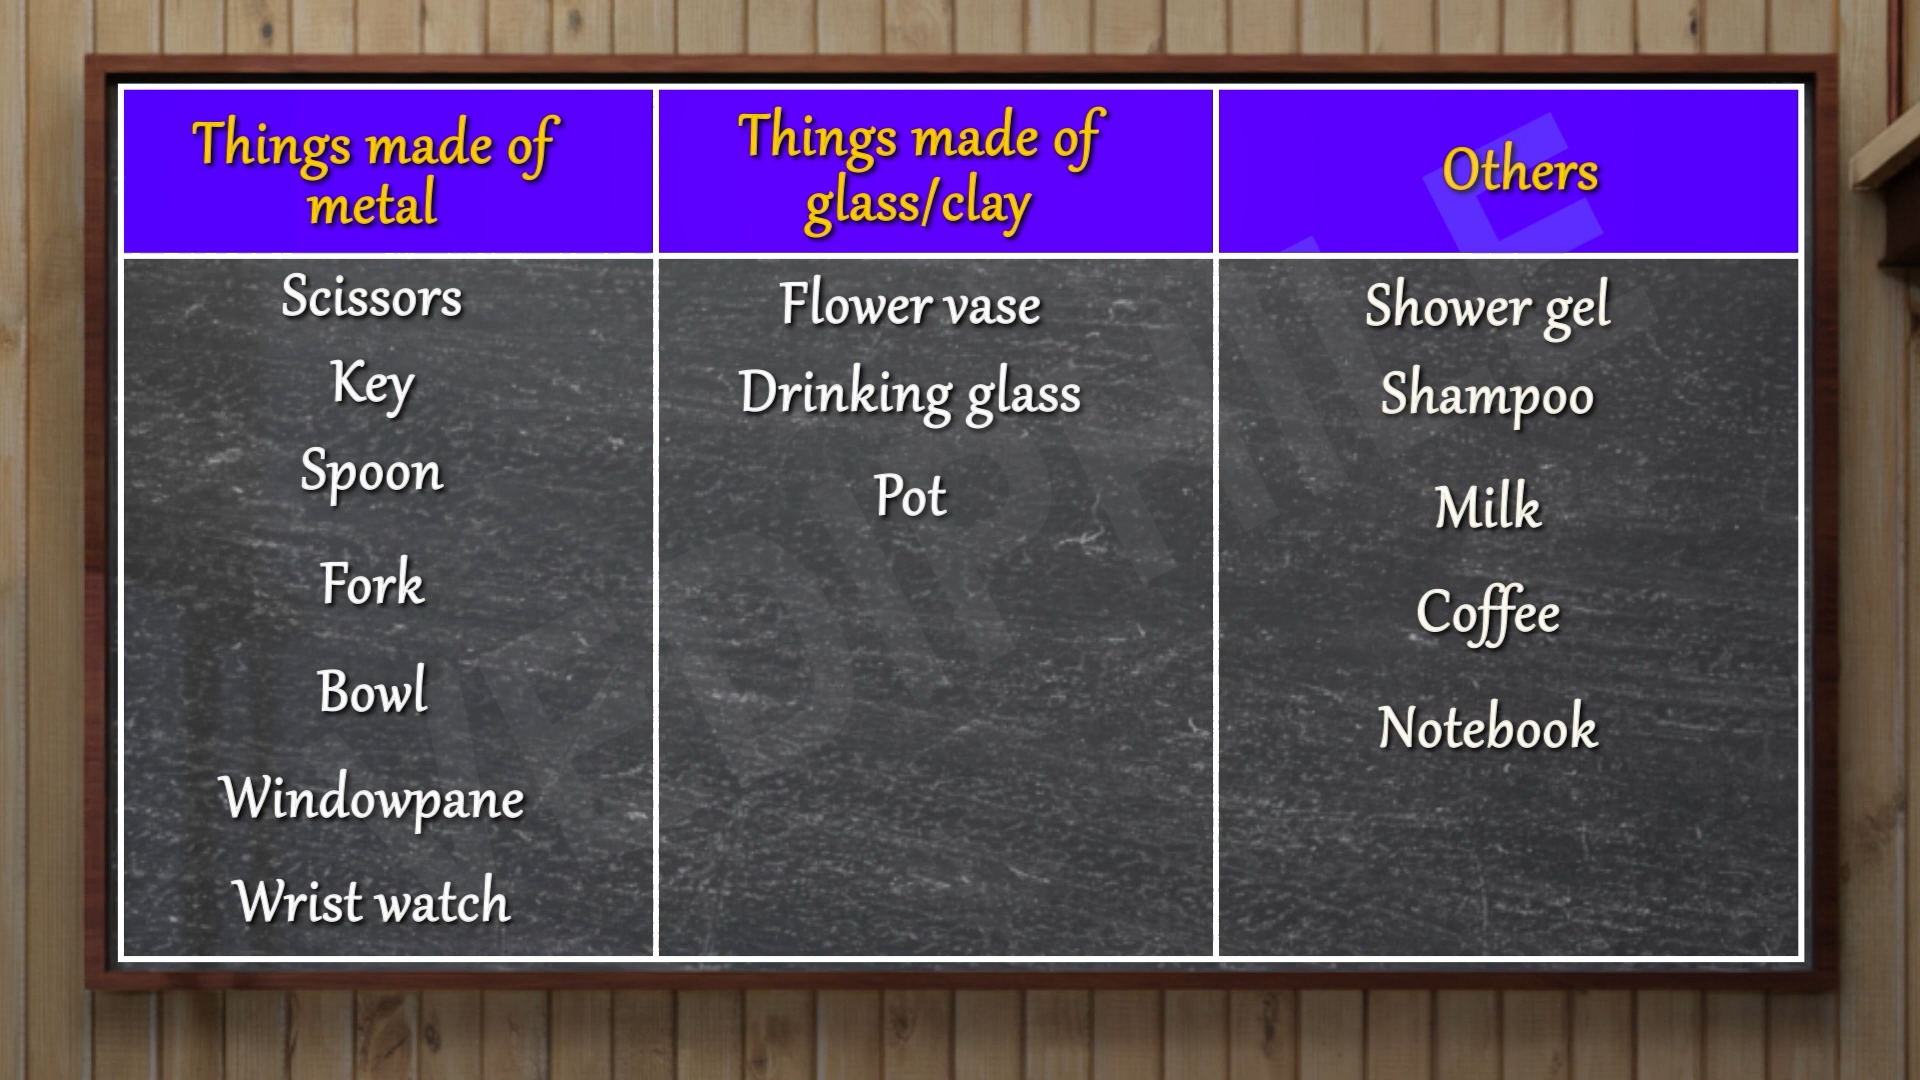 Things made of
metal
Things made of
glass/clay
Others
Scissors
Key
Spoon
Fork
Bowl
Windowpane
Wrist watch
Flower vase
Drinking glass
Pot
Shower gel
Shampoo
Milk
Coffee
Notebook